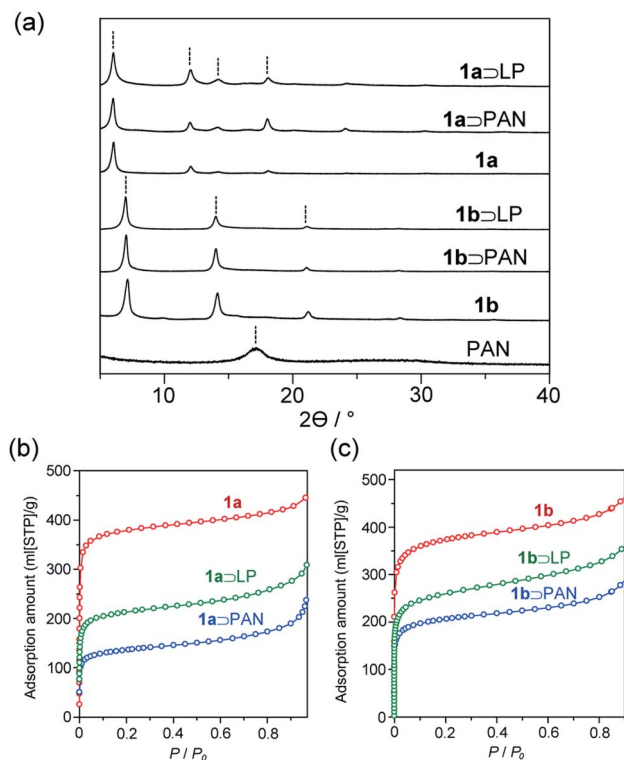 (a)
1a⊃LP
1a⊃PAN
1a
1b⊃LP
1b⊃PAN
1b
PAN
10 20 30 40
2Θ / °
(b)
500
400
300
200
100
0
Adsorption amount (ml[STP]/g)
1a
1a⊃LP
1a⊃PAN
0 0.2 0.4 0.6 0.8
P / P0
(c)
500
400
300
200
100
0
Adsorption amount (ml[STP]/g)
1b
1b⊃LP
1b⊃PAN
0 0.2 0.4 0.6 0.8
P / P0